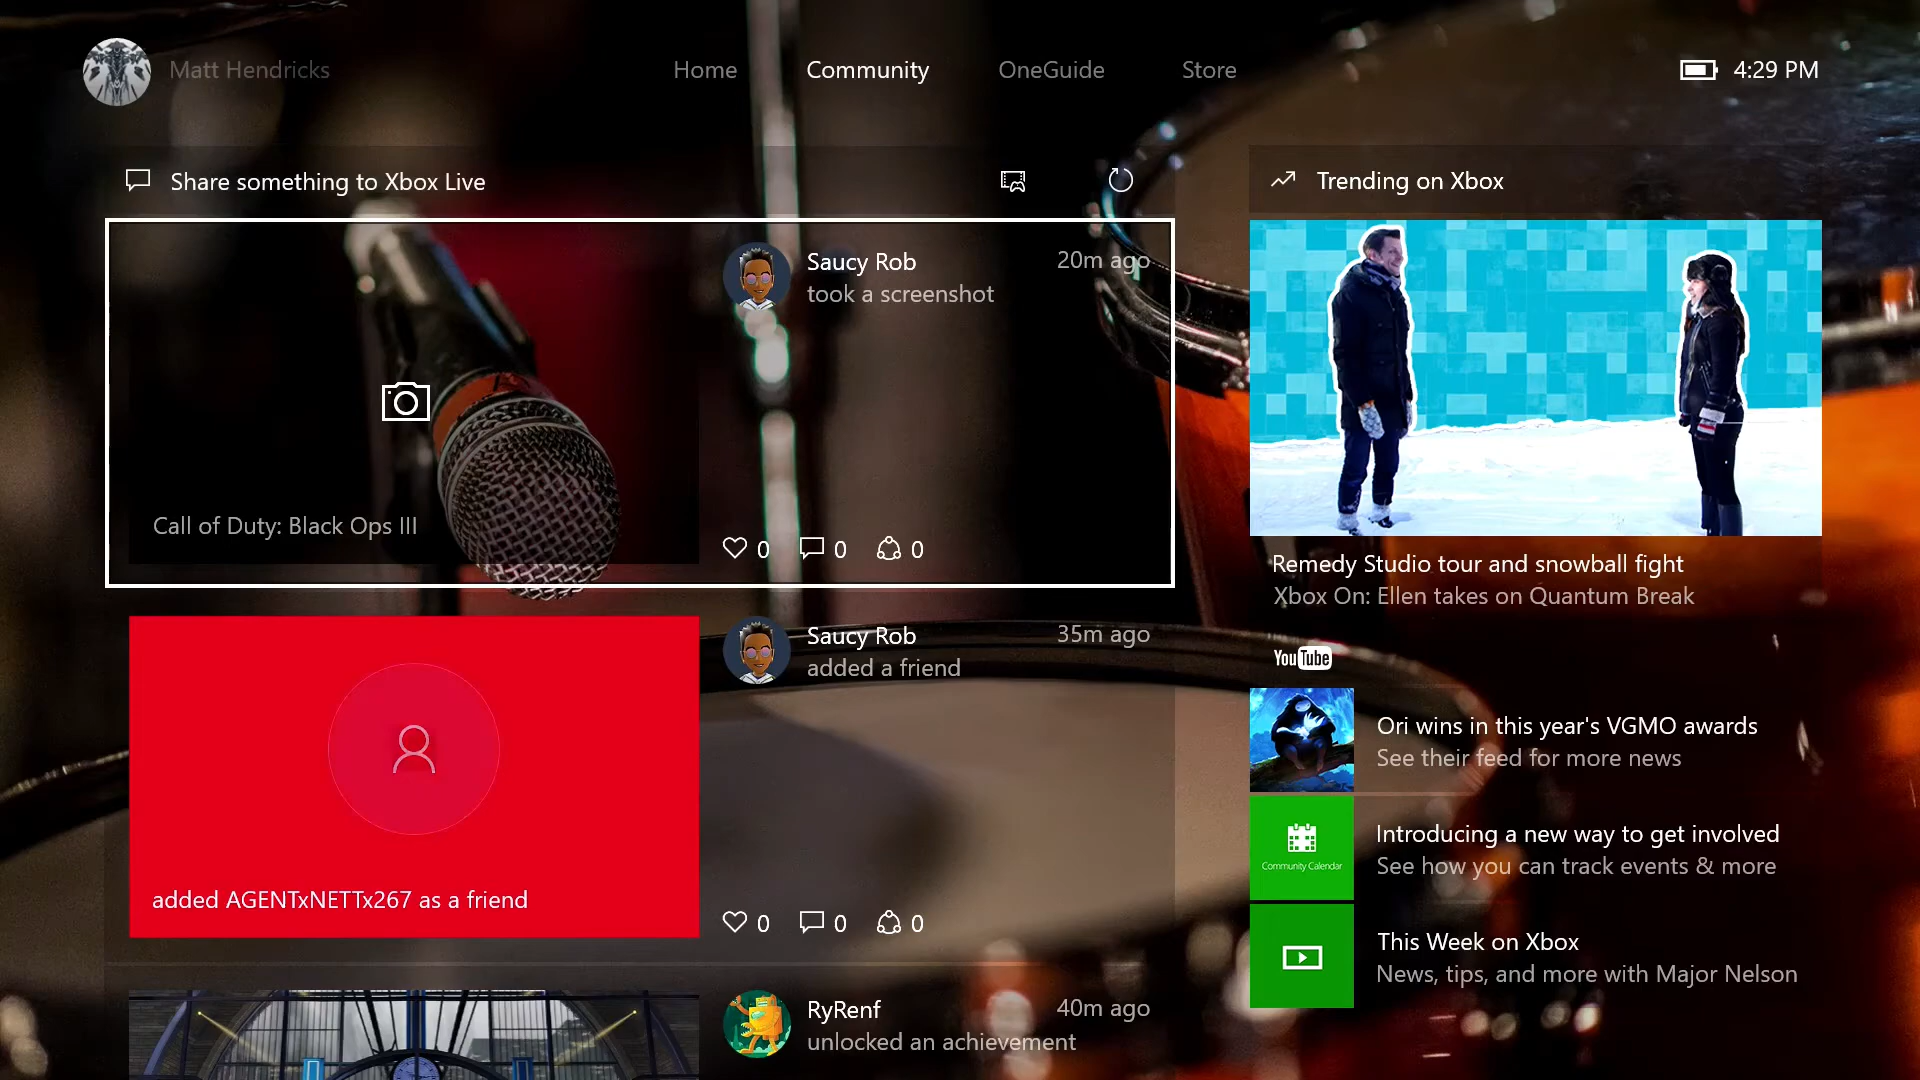 Matt Hendricks
Home
Community
OneGuide
Store
4:29 PM
Share something to Xbox Live
Saucy Rob
20m ago
took a screenshot
Call of Duty: Black Ops III
0
0
0
Saucy Rob
35m ago
added a friend
added AGENTxNETTx267 as a friend
0
0
0
RyRenf
40m ago
unlocked an achievement
Trending on Xbox
Remedy Studio tour and snowball fight
Xbox On: Ellen takes on Quantum Break
YouTube
Ori wins in this year's VGMO awards
See their feed for more news
Community Calendar
Introducing a new way to get involved
See how you can track events & more
This Week on Xbox
News, tips, and more with Major Nelson